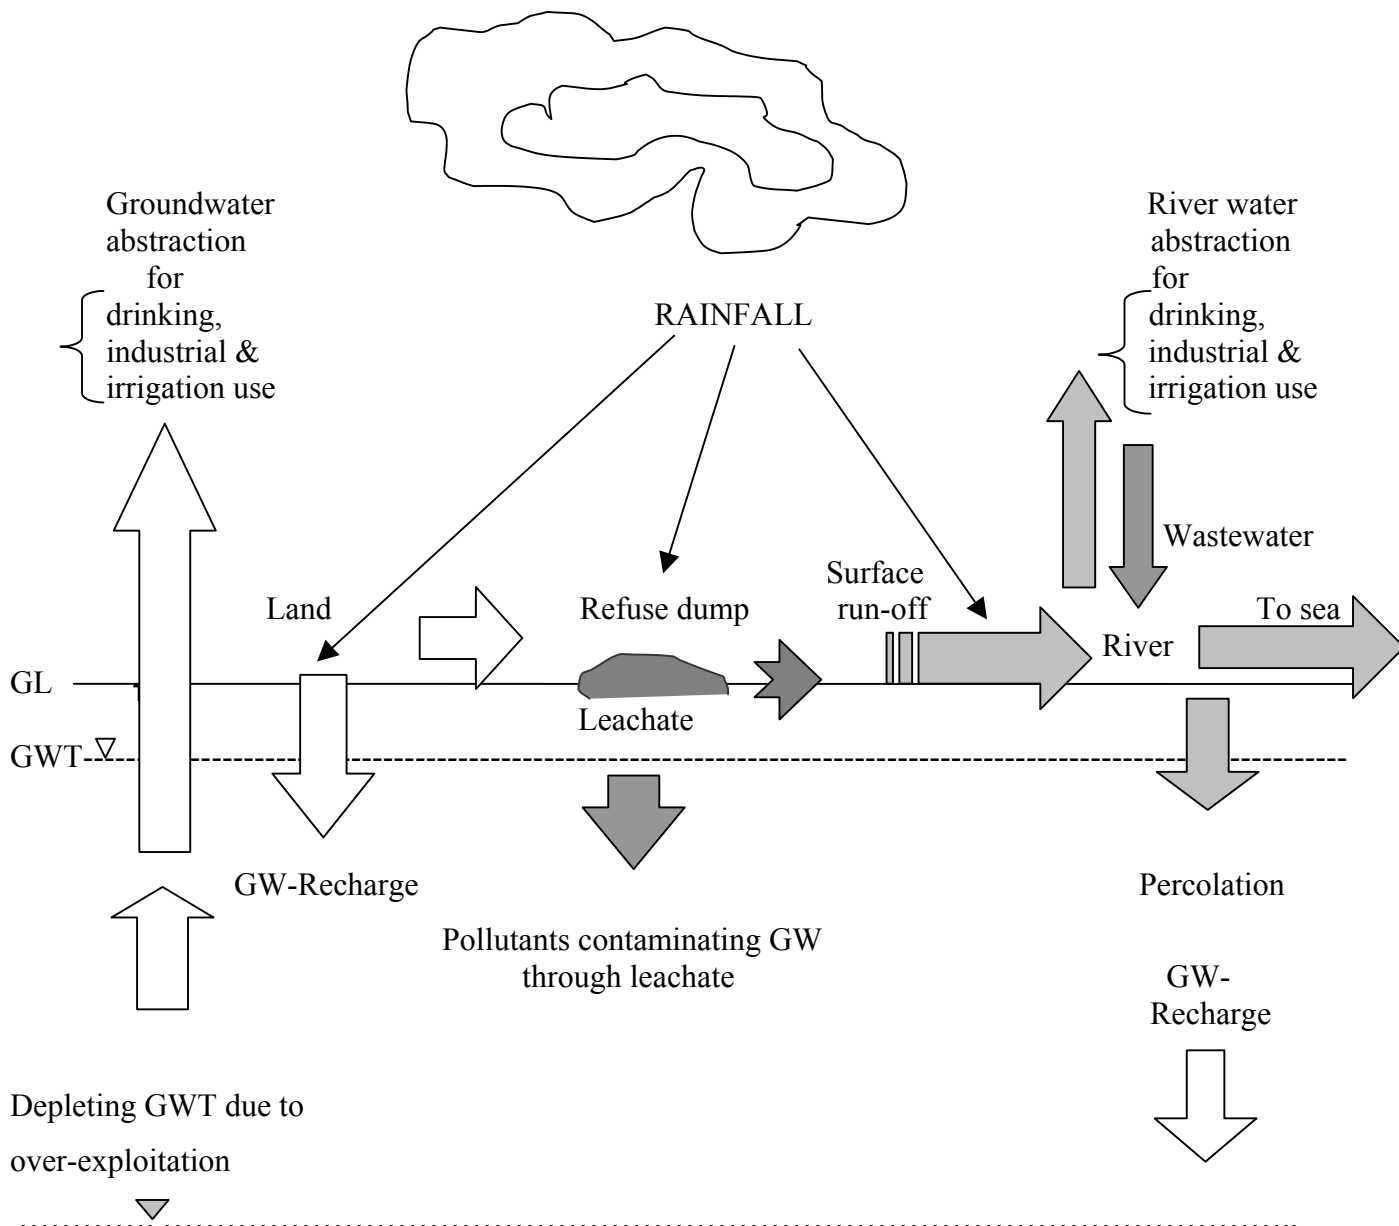 Groundwater
abstraction
for
drinking,
industrial &
irrigation use
River water
abstraction
for
drinking,
industrial &
irrigation use
RAINFALL
Wastewater
Land
Refuse dump
Surface
run-off
River
To sea
GL
Leachate
GWT
GW-Recharge
Percolation
Pollutants contaminating GW
through leachate
GW-
Recharge
Depleting GWT due to
over-exploitation